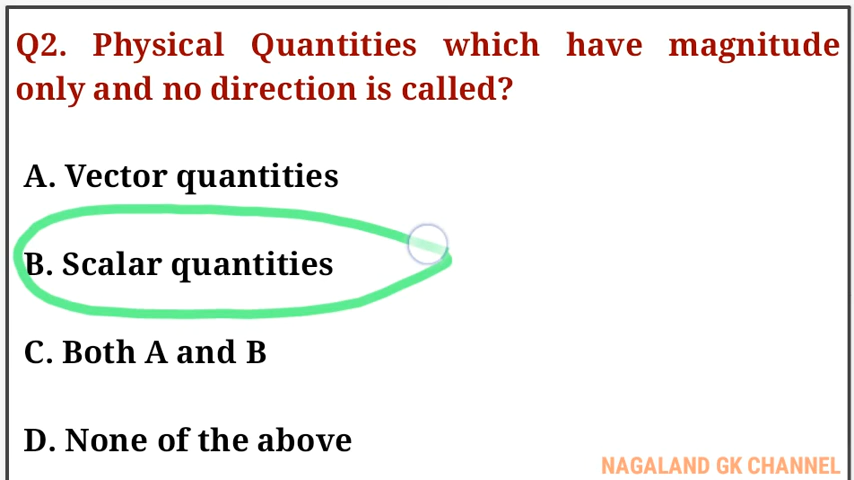 Q2. Physical Quantities which have magnitude
only and no direction is called?
A. Vector quantities
B. Scalar quantities
C. Both A and B
D. None of the above
NAGALAND GK CHANNEL